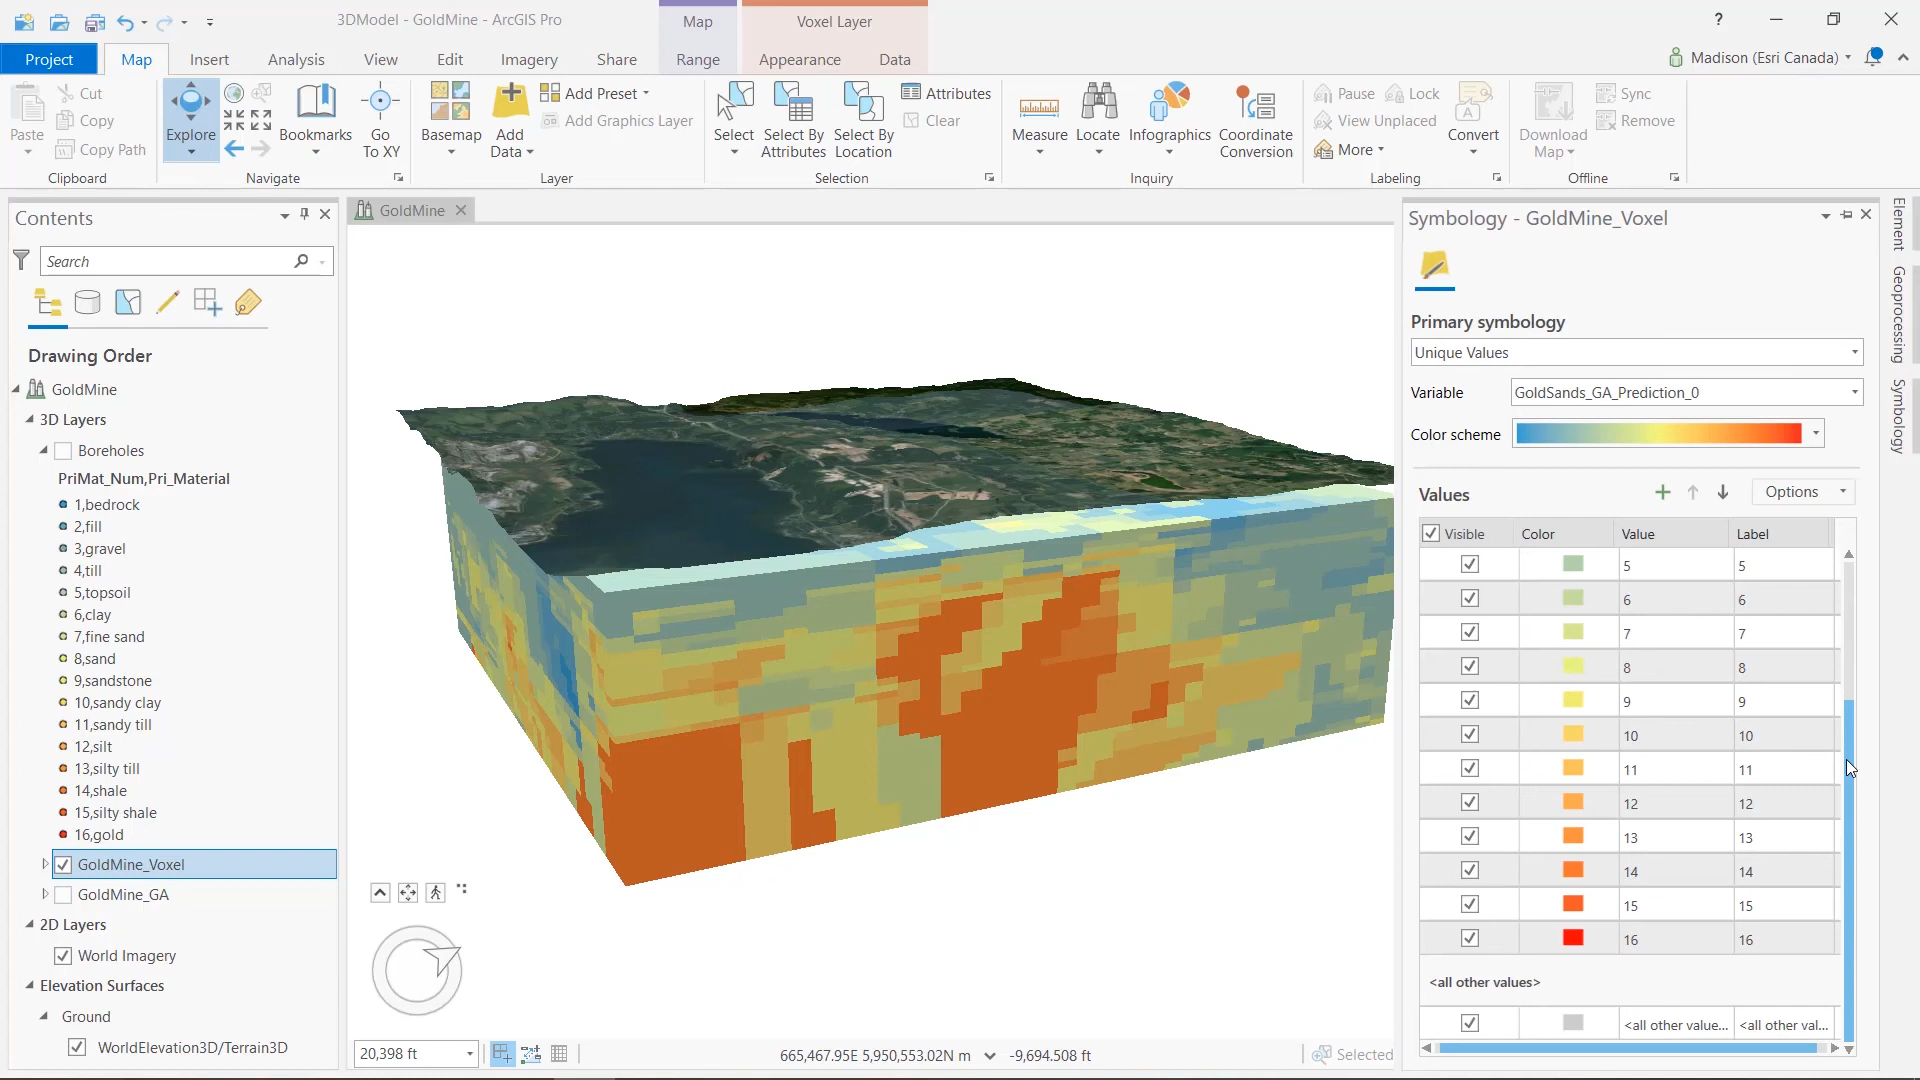 3DModel - GoldMine - ArcGIS Pro
Map
Voxel Layer
?
Project
Map
Insert
Analysis
View
Edit
Imagery
Share
Range
Appearance
Data
Madison (Esri Canada)
Paste
Cut
Copy
Copy Path
Clipboard
Explore
Bookmarks
Go
To XY
Navigate
Basemap
Add
Data
Add Preset
Add Graphics Layer
Layer
Select
Select By
Attributes
Select By
Location
Attributes
Clear
Selection
Measure
Locate
Infographics
Coordinate
Conversion
Inquiry
Pause
Lock
View Unplaced
More
Convert
Labeling
Download
Map
Sync
Remove
Offline
Contents
Search
Drawing Order
GoldMine
3D Layers
Boreholes
PriMat_Num,Pri_Material
1,bedrock
2,fill
3,gravel
4,till
5,topsoil
6,clay
7,fine sand
8,sand
9,sandstone
10,sandy clay
11,sandy till
12,silt
13,silty till
14,shale
15,silty shale
16,gold
GoldMine_Voxel
GoldMine_GA
2D Layers
World Imagery
Elevation Surfaces
Ground
WorldElevation3D/Terrain3D
GoldMine
20,398 ft
665,467.95E 5,950,553.02N m
-9,694.508 ft
Selected
Symbology - GoldMine_Voxel
Primary symbology
Unique Values
Variable GoldSands_GA_Prediction_0
Color scheme
Values
Options
Visible Color Value Label
5 5
6 6
7 7
8 8
9 9
10 10
11 11
12 12
13 13
14 14
15 15
16 16
<all other values>
<all other value... <all other val...
Element
Geoprocessing
Symbology